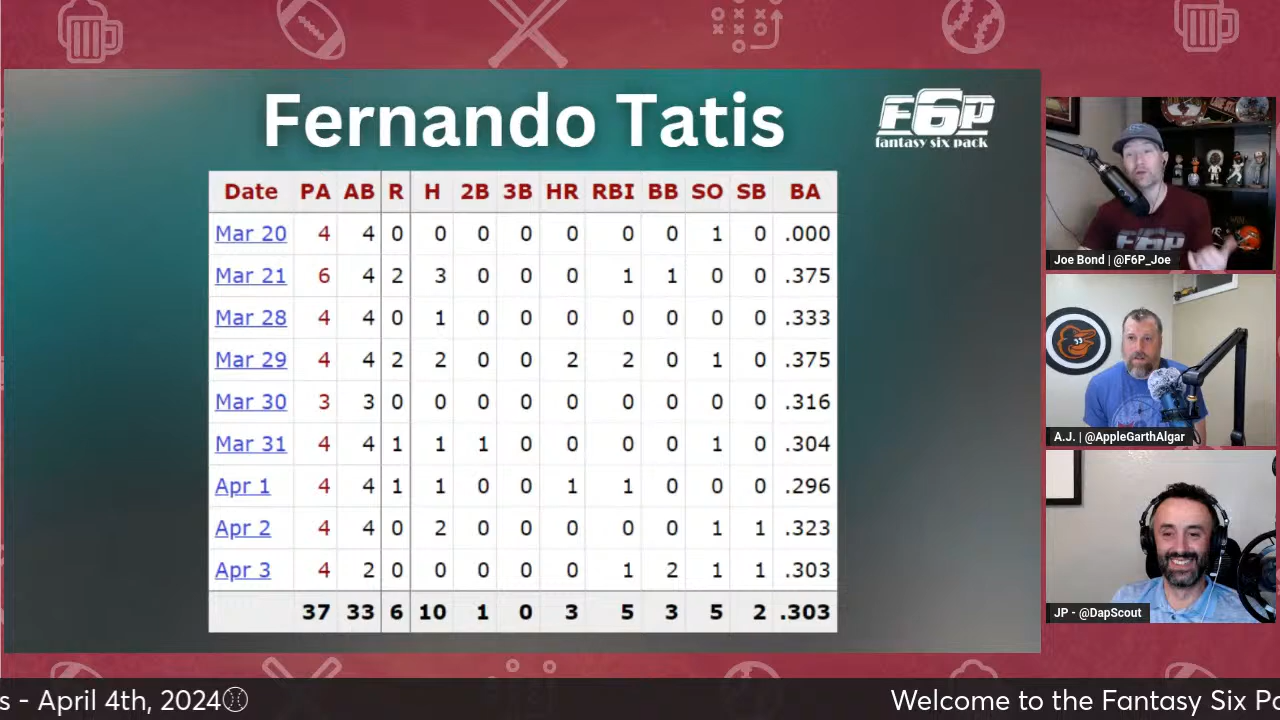 Fernando Tatis
F6P
fantasy six pack
Date PA AB R H 2B 3B HR RBI BB SO SB BA
Mar 20 4 4 0 0 0 0 0 0 0 1 0 .000
Mar 21 6 4 2 3 0 0 0 1 1 0 0 .375
Mar 28 4 4 0 1 0 0 0 0 0 0 0 .333
Mar 29 4 4 2 2 0 0 2 2 0 1 0 .375
Mar 30 3 3 0 0 0 0 0 0 0 0 0 .316
Mar 31 4 4 1 1 1 0 0 0 0 1 0 .304
Apr 1 4 4 1 1 0 0 1 1 0 0 0 .296
Apr 2 4 4 0 2 0 0 0 0 0 1 1 .323
Apr 3 4 2 0 0 0 0 0 1 2 1 1 .303
37 33 6 10 1 0 3 5 3 5 2 .303
F6P
Joe Bond | @F6P_Joe
A.J. | @AppleGarthAlgar
JP - @DapScout
s - April 4th, 2024
Welcome to the Fantasy Six Pa